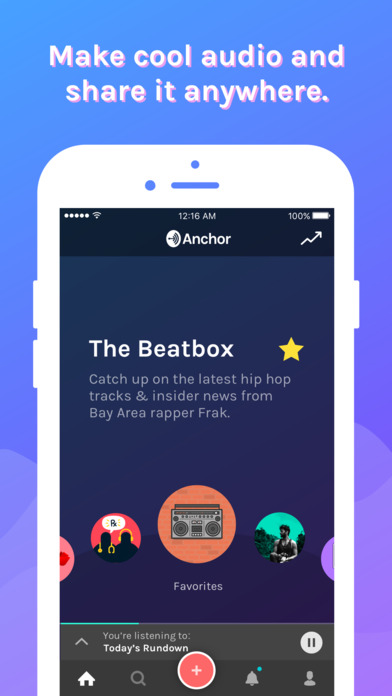 Make cool audio and
share it anywhere.
12:16 AM
100%
Anchor
The Beatbox
Catch up on the latest hip hop
tracks & insider news from
Bay Area rapper Frak.
Favorites
You're listening to:
Today's Rundown